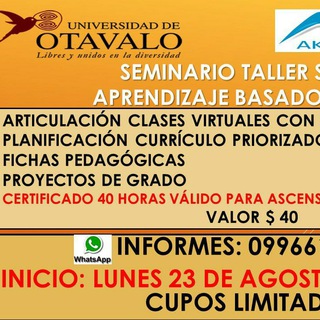 UNIVERSIDAD DE
OTAVALO
Libres y unidos en la diversidad
AK
SEMINARIO TALLER S
APRENDIZAJE BASADO
ARTICULACIÓN CLASES VIRTUALES CON
PLANIFICACIÓN CURRÍCULO PRIORIZADO
FICHAS PEDAGÓGICAS
PROYECTOS DE GRADO
CERTIFICADO 40 HORAS VÁLIDO PARA ASCENS
VALOR $ 40
WhatsApp
INFORMES: 09966
INICIO: LUNES 23 DE AGOST
CUPOS LIMITAD